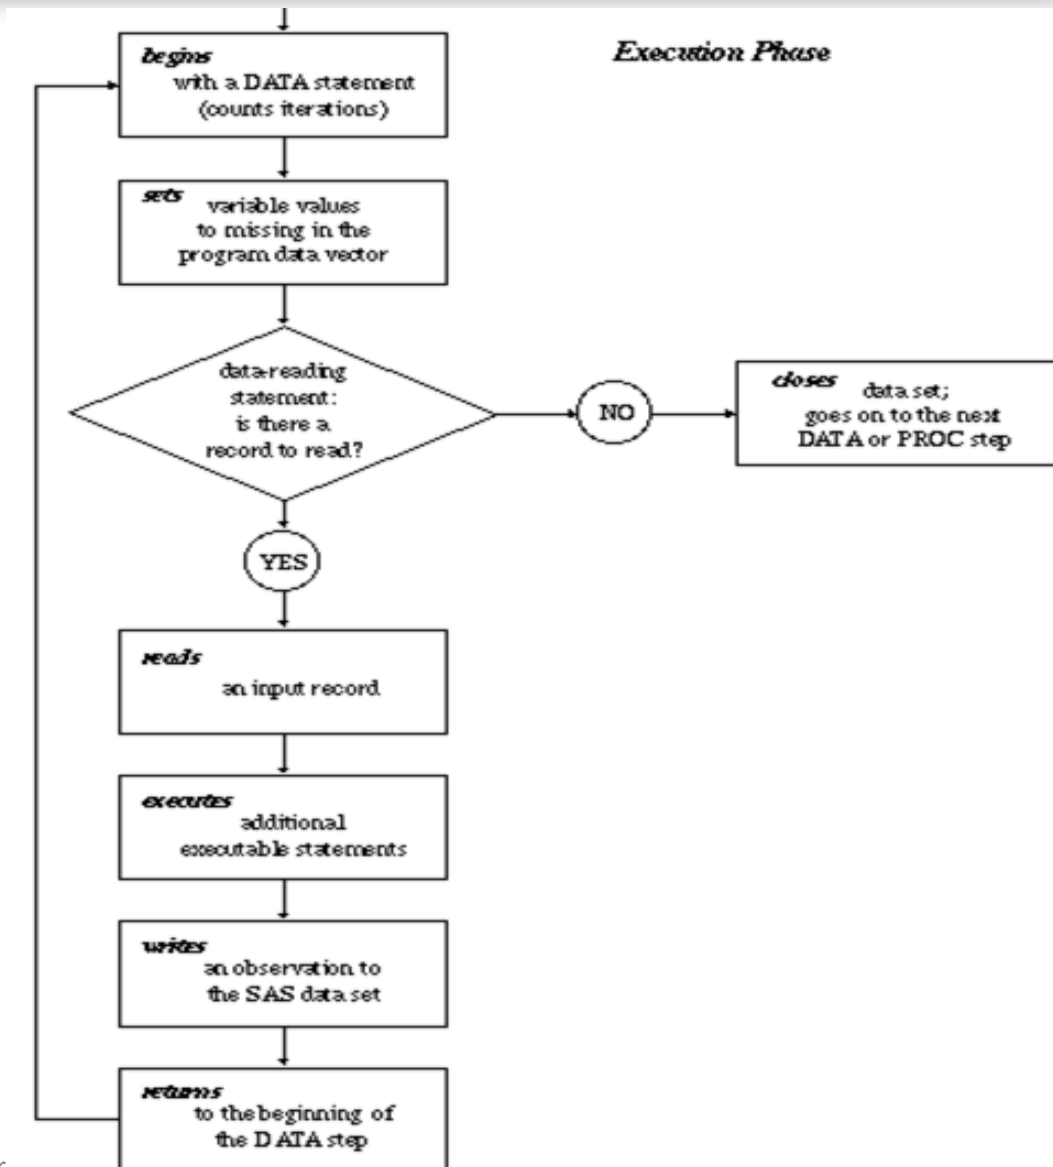 Execution Phase
begins
with a DATA statement
(counts iterations)
sets
variable values
to missing in the
program data vector
data-reading
statement:
is there a
record to read?
NO
closes
data set;
goes on to the next
DATA or PROC step
YES
reads
an input record
executes
additional
executable statements
writes
an observation to
the SAS data set
returns
to the beginning of
the DATA step